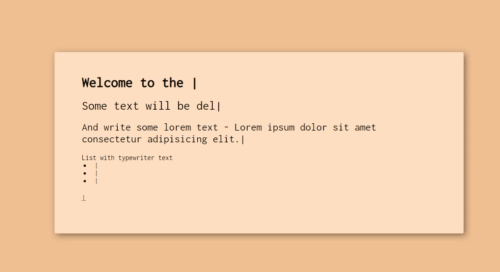 Welcome to the |
Some text will be del|
And write some lorem text - Lorem ipsum dolor sit amet
consectetur adipisicing elit.|
List with typewriter text
• |
• |
• |
|